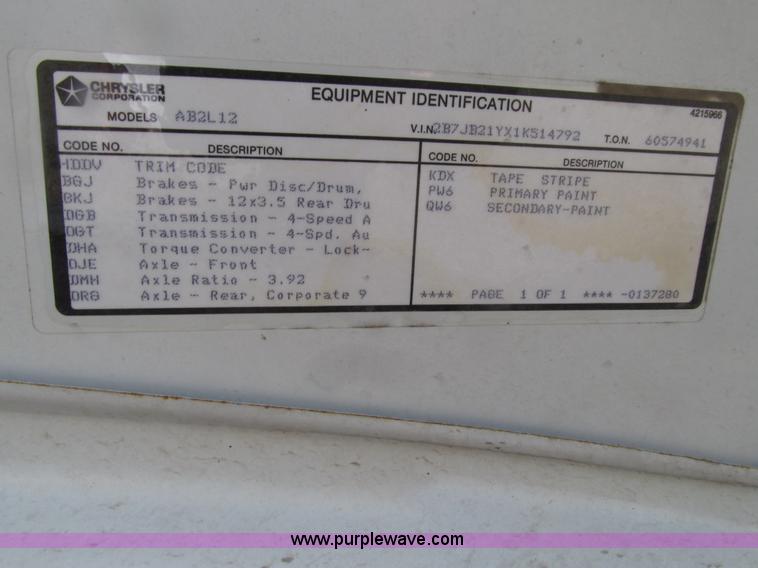 CHRYSLER
CORPORATION
EQUIPMENT IDENTIFICATION
4215966
MODELS AB2L12
V.I.N. 2B7JB21YX1K514792 T.O.N. 60574941
CODE NO. DESCRIPTION
HDDV TRIM CODE
BGJ Brakes - Pwr Disc/Drum,
BKJ Brakes - 12x3.5 Rear Dru
DGB Transmission - 4-Speed A
DGT Transmission - 4-Spd. Au
DHA Torque Converter - Lock-
DJE Axle - Front
DMH Axle Ratio - 3.92
DR8 Axle - Rear, Corporate 9
CODE NO. DESCRIPTION
KDX TAPE STRIPE
PW6 PRIMARY PAINT
QW6 SECONDARY-PAINT
**** PAGE 1 OF 1 **** -0137280
www.purplewave.com